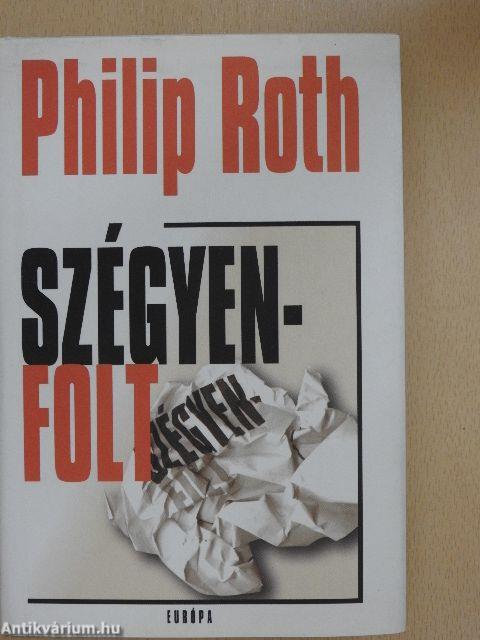 Philip Roth
SZÉGYEN-
FOLT
SZÉGYEN-
EURÓPA
Antikvárium.hu